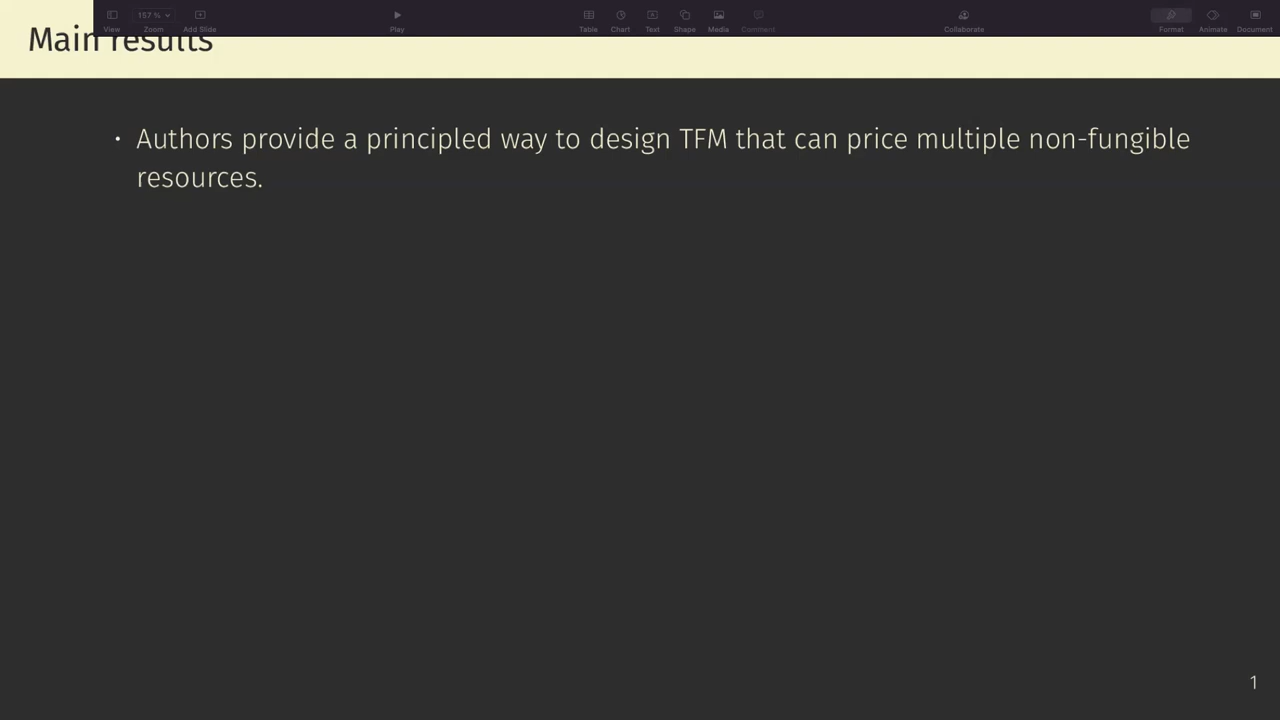 View 157 % Zoom Add Slide Play Table Chart Text Shape Media Comment Collaborate Format Animate Document
Main results
• Authors provide a principled way to design TFM that can price multiple non-fungible
resources.
1